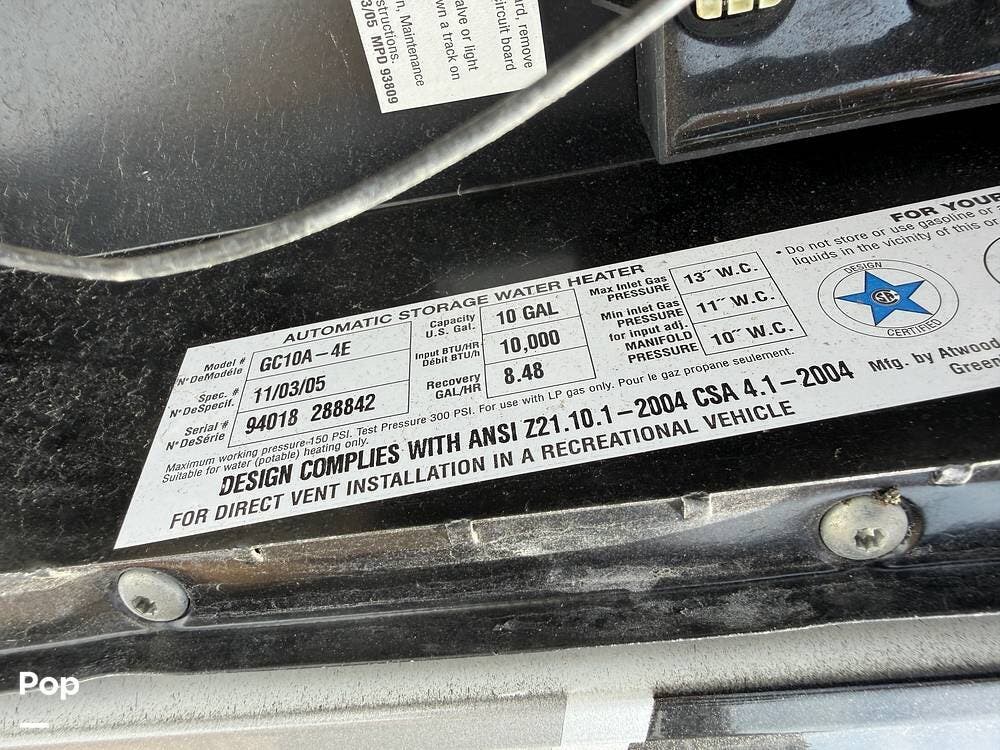 ard, remove
circuit board
alve or light
wn a track on
n, Maintenance
structions.
3/05 MPD 93809
AUTOMATIC STORAGE WATER HEATER
Model # N° DeModéle GC10A-4E
Spec. # N° DeSpecif. 11/03/05
Serial # N° DeSérie 94018 288842
Capacity U.S. Gal. 10 GAL
Input BTU/HR Débit BTU/h 10,000
Recovery GAL/HR 8.48
Max Inlet Gas PRESSURE 13˝ W.C.
Min inlet Gas PRESSURE for input adj. 11˝ W.C.
MANIFOLD PRESSURE 10˝ W.C.
Maximum working pressure-150 PSI. Test Pressure 300 PSI. For use with LP gas only. Pour le gaz propane seulement.
Suitable for water (potable) heating only.
DESIGN COMPLIES WITH ANSI Z21.10.1-2004 CSA 4.1-2004
FOR DIRECT VENT INSTALLATION IN A RECREATIONAL VEHICLE
FOR YOUR
• Do not store or use gasoline or
liquids in the vicinity of this or
DESIGN
CERTIFIED
Mfg. by Atwood
Green
Pop